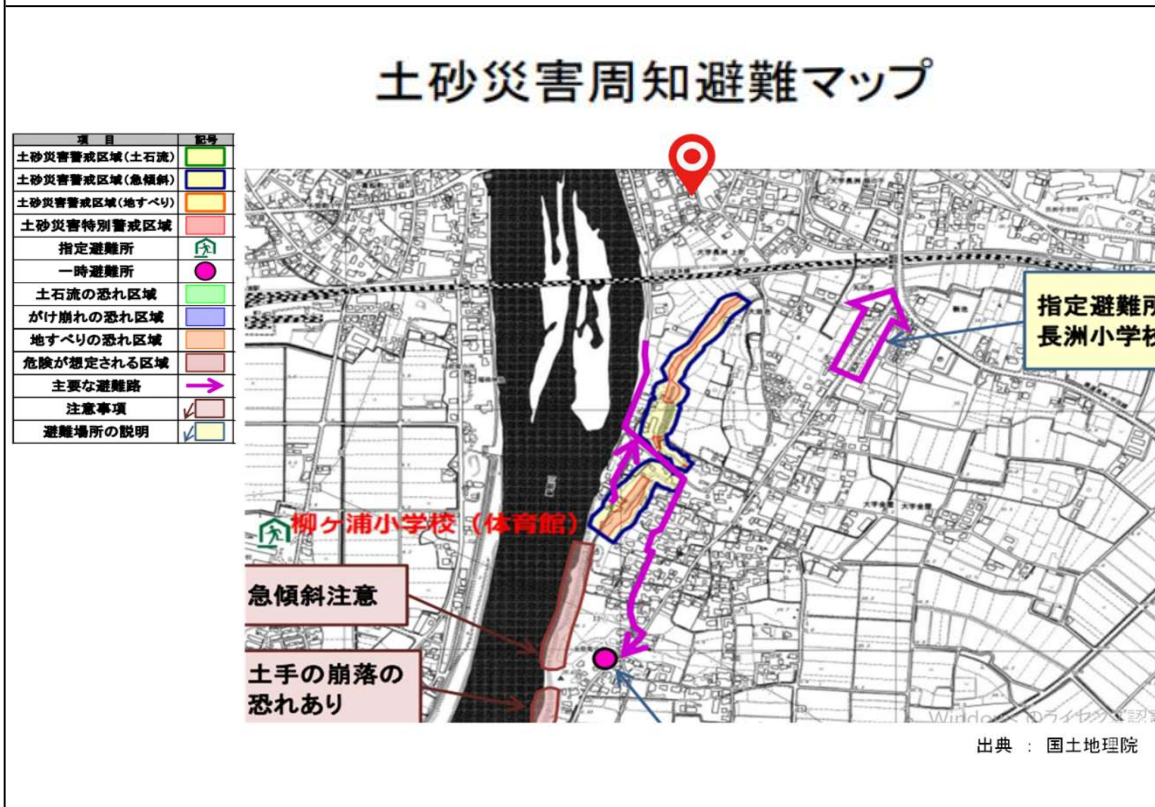 土砂災害周知避難マップ
項 目 記号
土砂災害警戒区域(土石流)
土砂災害警戒区域(急傾斜)
土砂災害警戒区域(地すべり)
土砂災害特別警戒区域
指定避難所
一時避難所
土石流の恐れ区域
がけ崩れの恐れ区域
地すべりの恐れ区域
危険が想定される区域
主要な避難路
注意事項
避難場所の説明
指定避難所
長洲小学校
柳ヶ浦小学校（体育館）
急傾斜注意
土手の崩落の
恐れあり
出典 ： 国土地理院